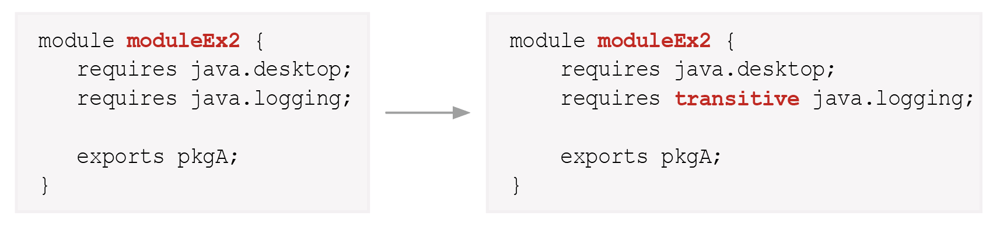 module moduleEx2 {
requires java.desktop;
requires java.logging;
exports pkgA;
}
module moduleEx2 {
requires java.desktop;
requires transitive java.logging;
exports pkgA;
}